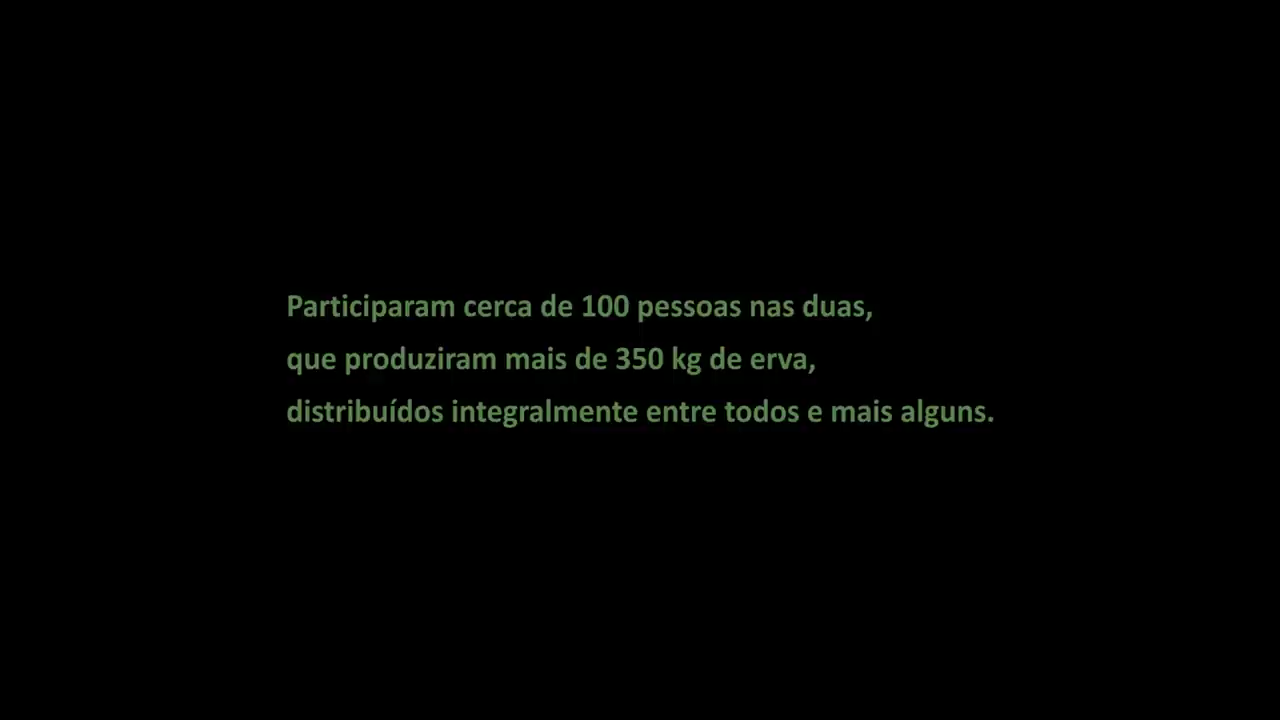 Participaram cerca de 100 pessoas nas duas,
que produziram mais de 350 kg de erva,
distribuídos integralmente entre todos e mais alguns.